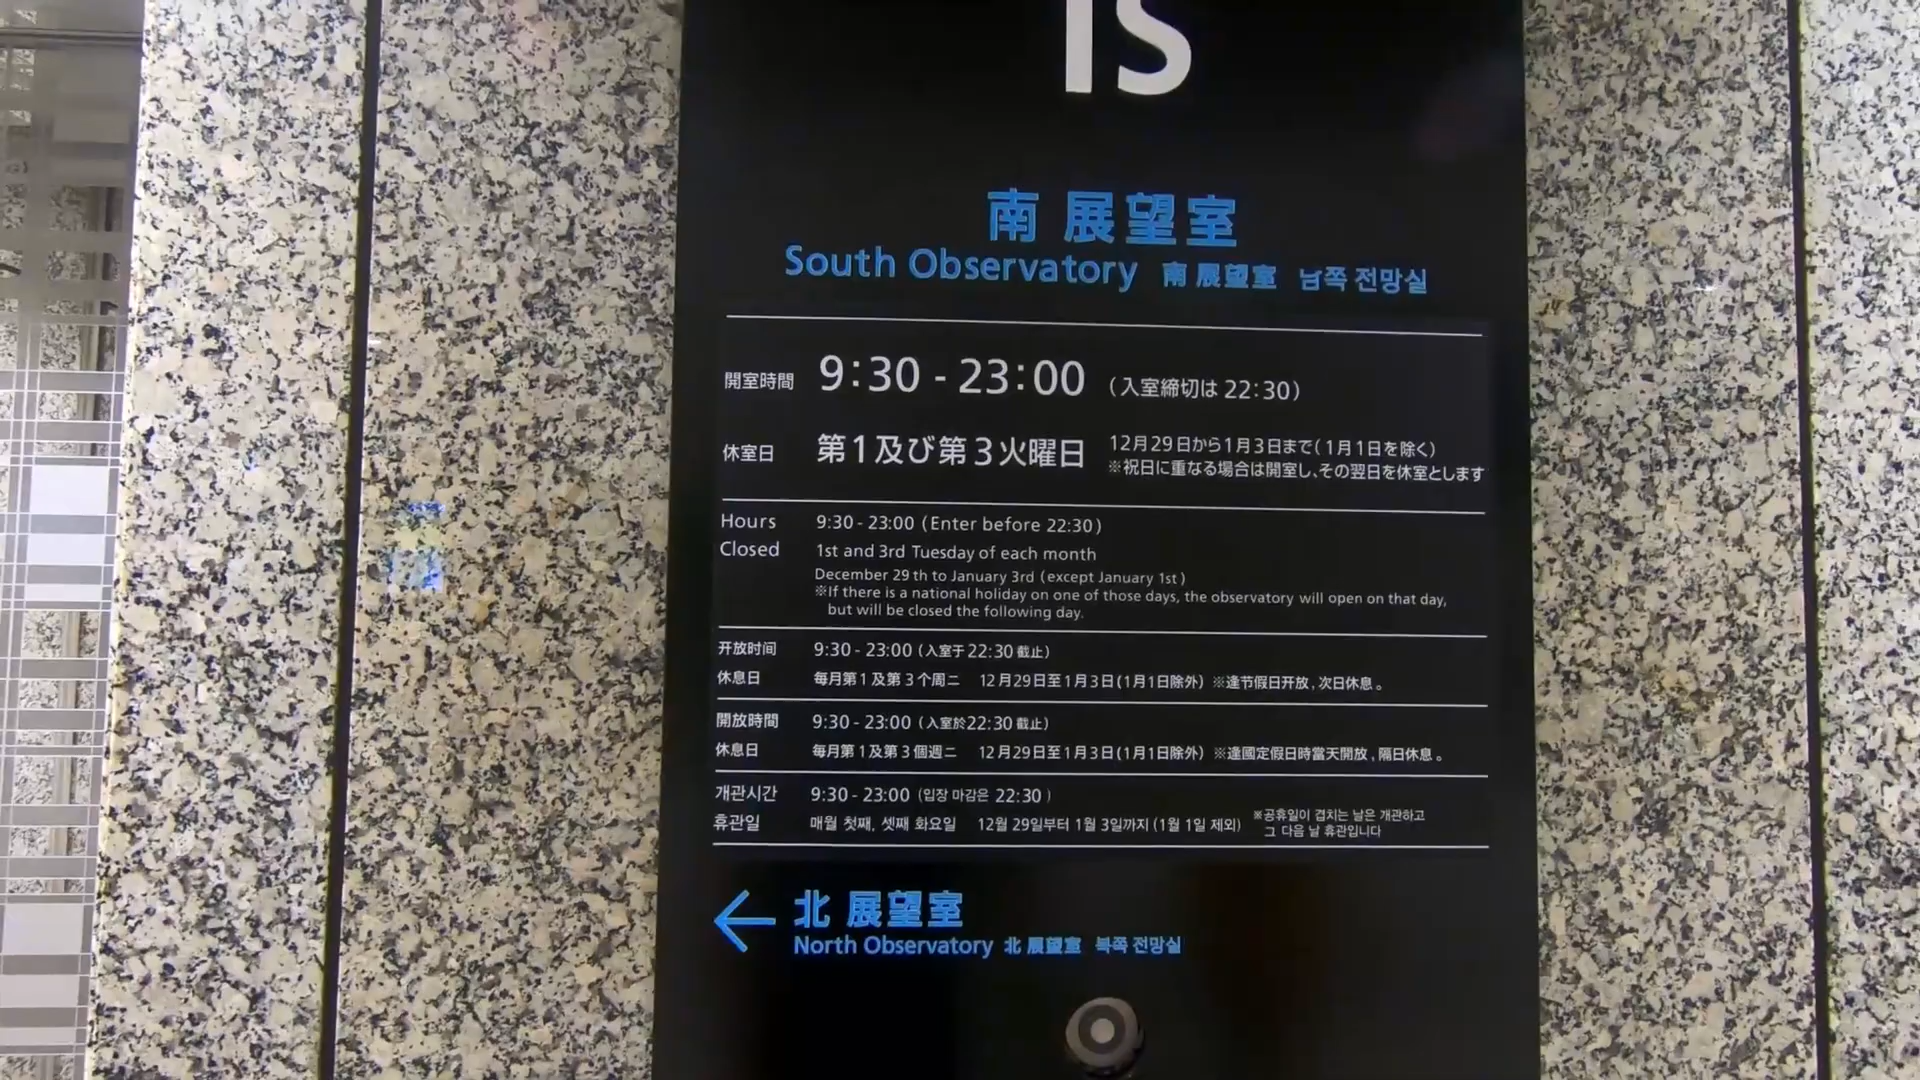 IS
南 展望室
South Observatory 南 展望室 남쪽 전망실
開室時間 9:30 - 23:00 (入室締切は 22:30)
休室日 第1及び第3火曜日 12月29日から1月3日まで(1月1日を除く)
※祝日に重なる場合は開室し、その翌日を休室とします
Hours 9:30 - 23:00 (Enter before 22:30)
Closed 1st and 3rd Tuesday of each month
December 29 th to January 3rd (except January 1st)
※If there is a national holiday on one of those days, the observatory will open on that day,
but will be closed the following day.
开放时间 9:30 - 23:00 (入室于 22:30 截止)
休息日 每月第1及第3个周二 12月29日至1月3日(1月1日除外) ※逢节假日开放,次日休息。
開放時間 9:30 - 23:00 (入室於22:30 截止)
休息日 每月第1及第3個週二 12月29日至1月3日(1月1日除外) ※逢國定假日時當天開放,隔日休息。
개관시간 9:30 - 23:00 (입장 마감은 22:30 )
휴관일 매월 첫째, 셋째 화요일 12월 29일부터 1월 3일까지 (1월 1일 제외) ※공휴일이 겹치는 날은 개관하고
그 다음 날 휴관입니다
← 北 展望室
North Observatory 北 展望室 북쪽 전망실